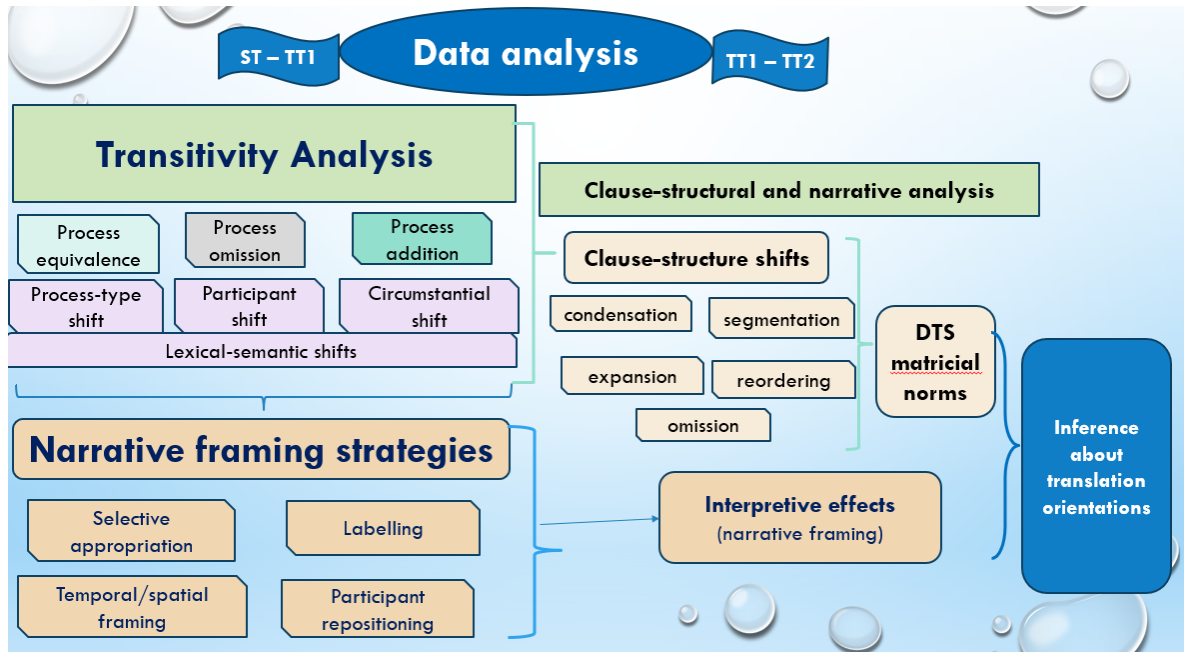 ST – TT1
Data analysis
TT1 – TT2
Transitivity Analysis
Process
equivalence
Process
omission
Process
addition
Process-type
shift
Participant
shift
Circumstantial
shift
Lexical-semantic shifts
Narrative framing strategies
Selective
appropriation
Labelling
Temporal/spatial
framing
Participant
repositioning
Clause-structural and narrative analysis
Clause-structure shifts
condensation
segmentation
expansion
reordering
omission
DTS
matricial
norms
Interpretive effects
(narrative framing)
Inference
about
translation
orientations